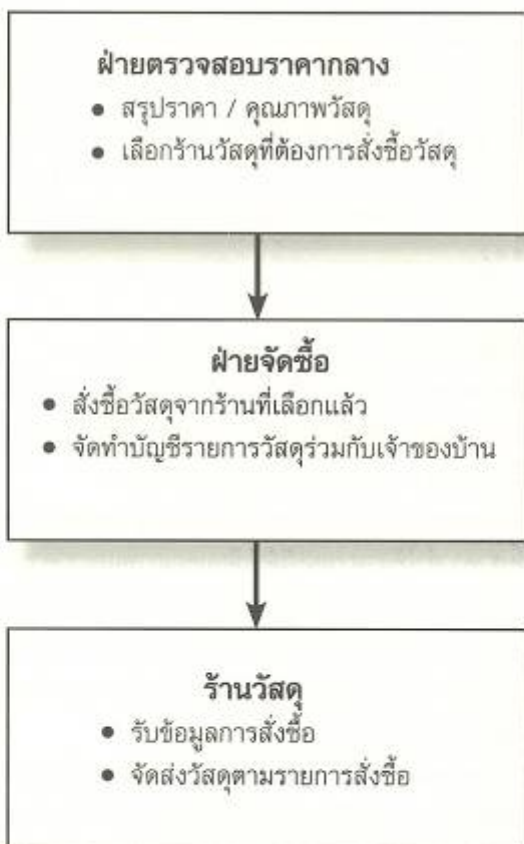 ฝ่ายตรวจสอบราคากลาง
● สรุปราคา / คุณภาพวัสดุ
● เลือกร้านวัสดุที่ต้องการสั่งซื้อวัสดุ
ฝ่ายจัดซื้อ
● สั่งซื้อวัสดุจากร้านที่เลือกแล้ว
● จัดทำบัญชีรายการวัสดุร่วมกับเจ้าของบ้าน
ร้านวัสดุ
● รับข้อมูลการสั่งซื้อ
● จัดส่งวัสดุตามรายการสั่งซื้อ